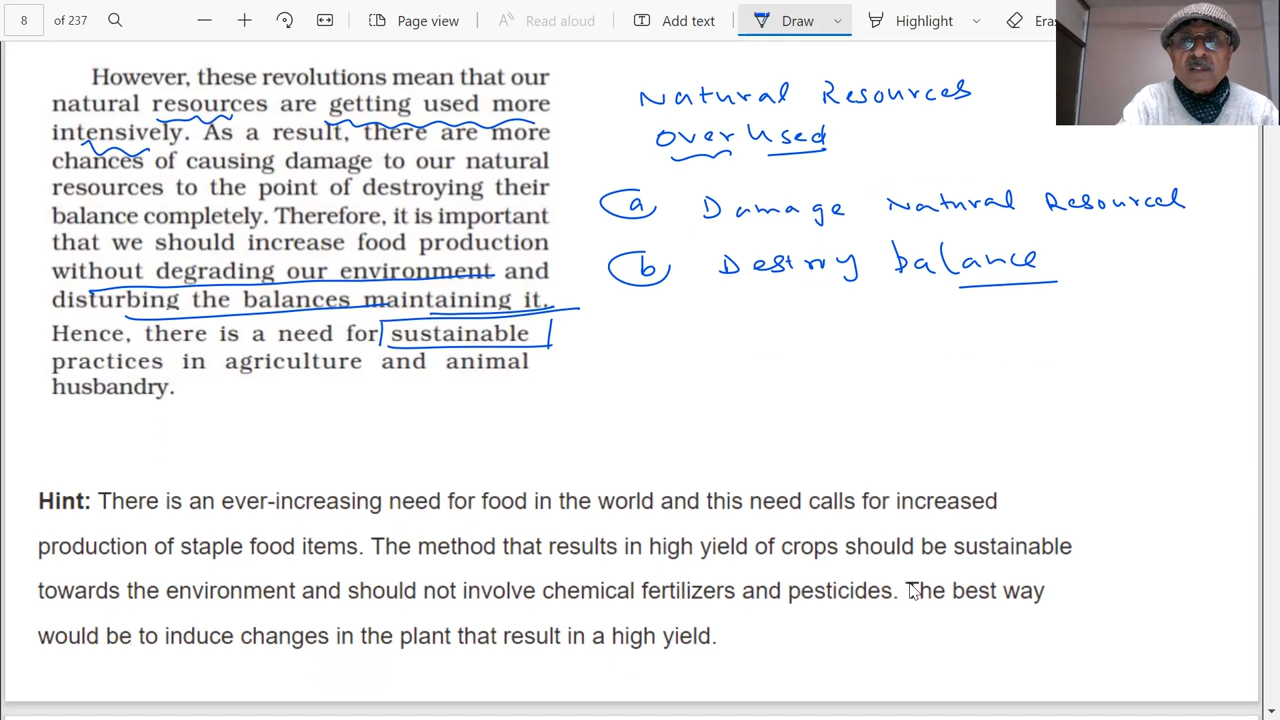 8 of 237 Page view Read aloud Add text Draw Highlight Era
However, these revolutions mean that our
natural resources are getting used more
intensively. As a result, there are more
chances of causing damage to our natural
resources to the point of destroying their
balance completely. Therefore, it is important
that we should increase food production
without degrading our environment and
disturbing the balances maintaining it.
Hence, there is a need for sustainable
practices in agriculture and animal
husbandry.
Natural Resources
over used
a Damage Natural Resources
b Destroy balance
Hint: There is an ever-increasing need for food in the world and this need calls for increased
production of staple food items. The method that results in high yield of crops should be sustainable
towards the environment and should not involve chemical fertilizers and pesticides. The best way
would be to induce changes in the plant that result in a high yield.